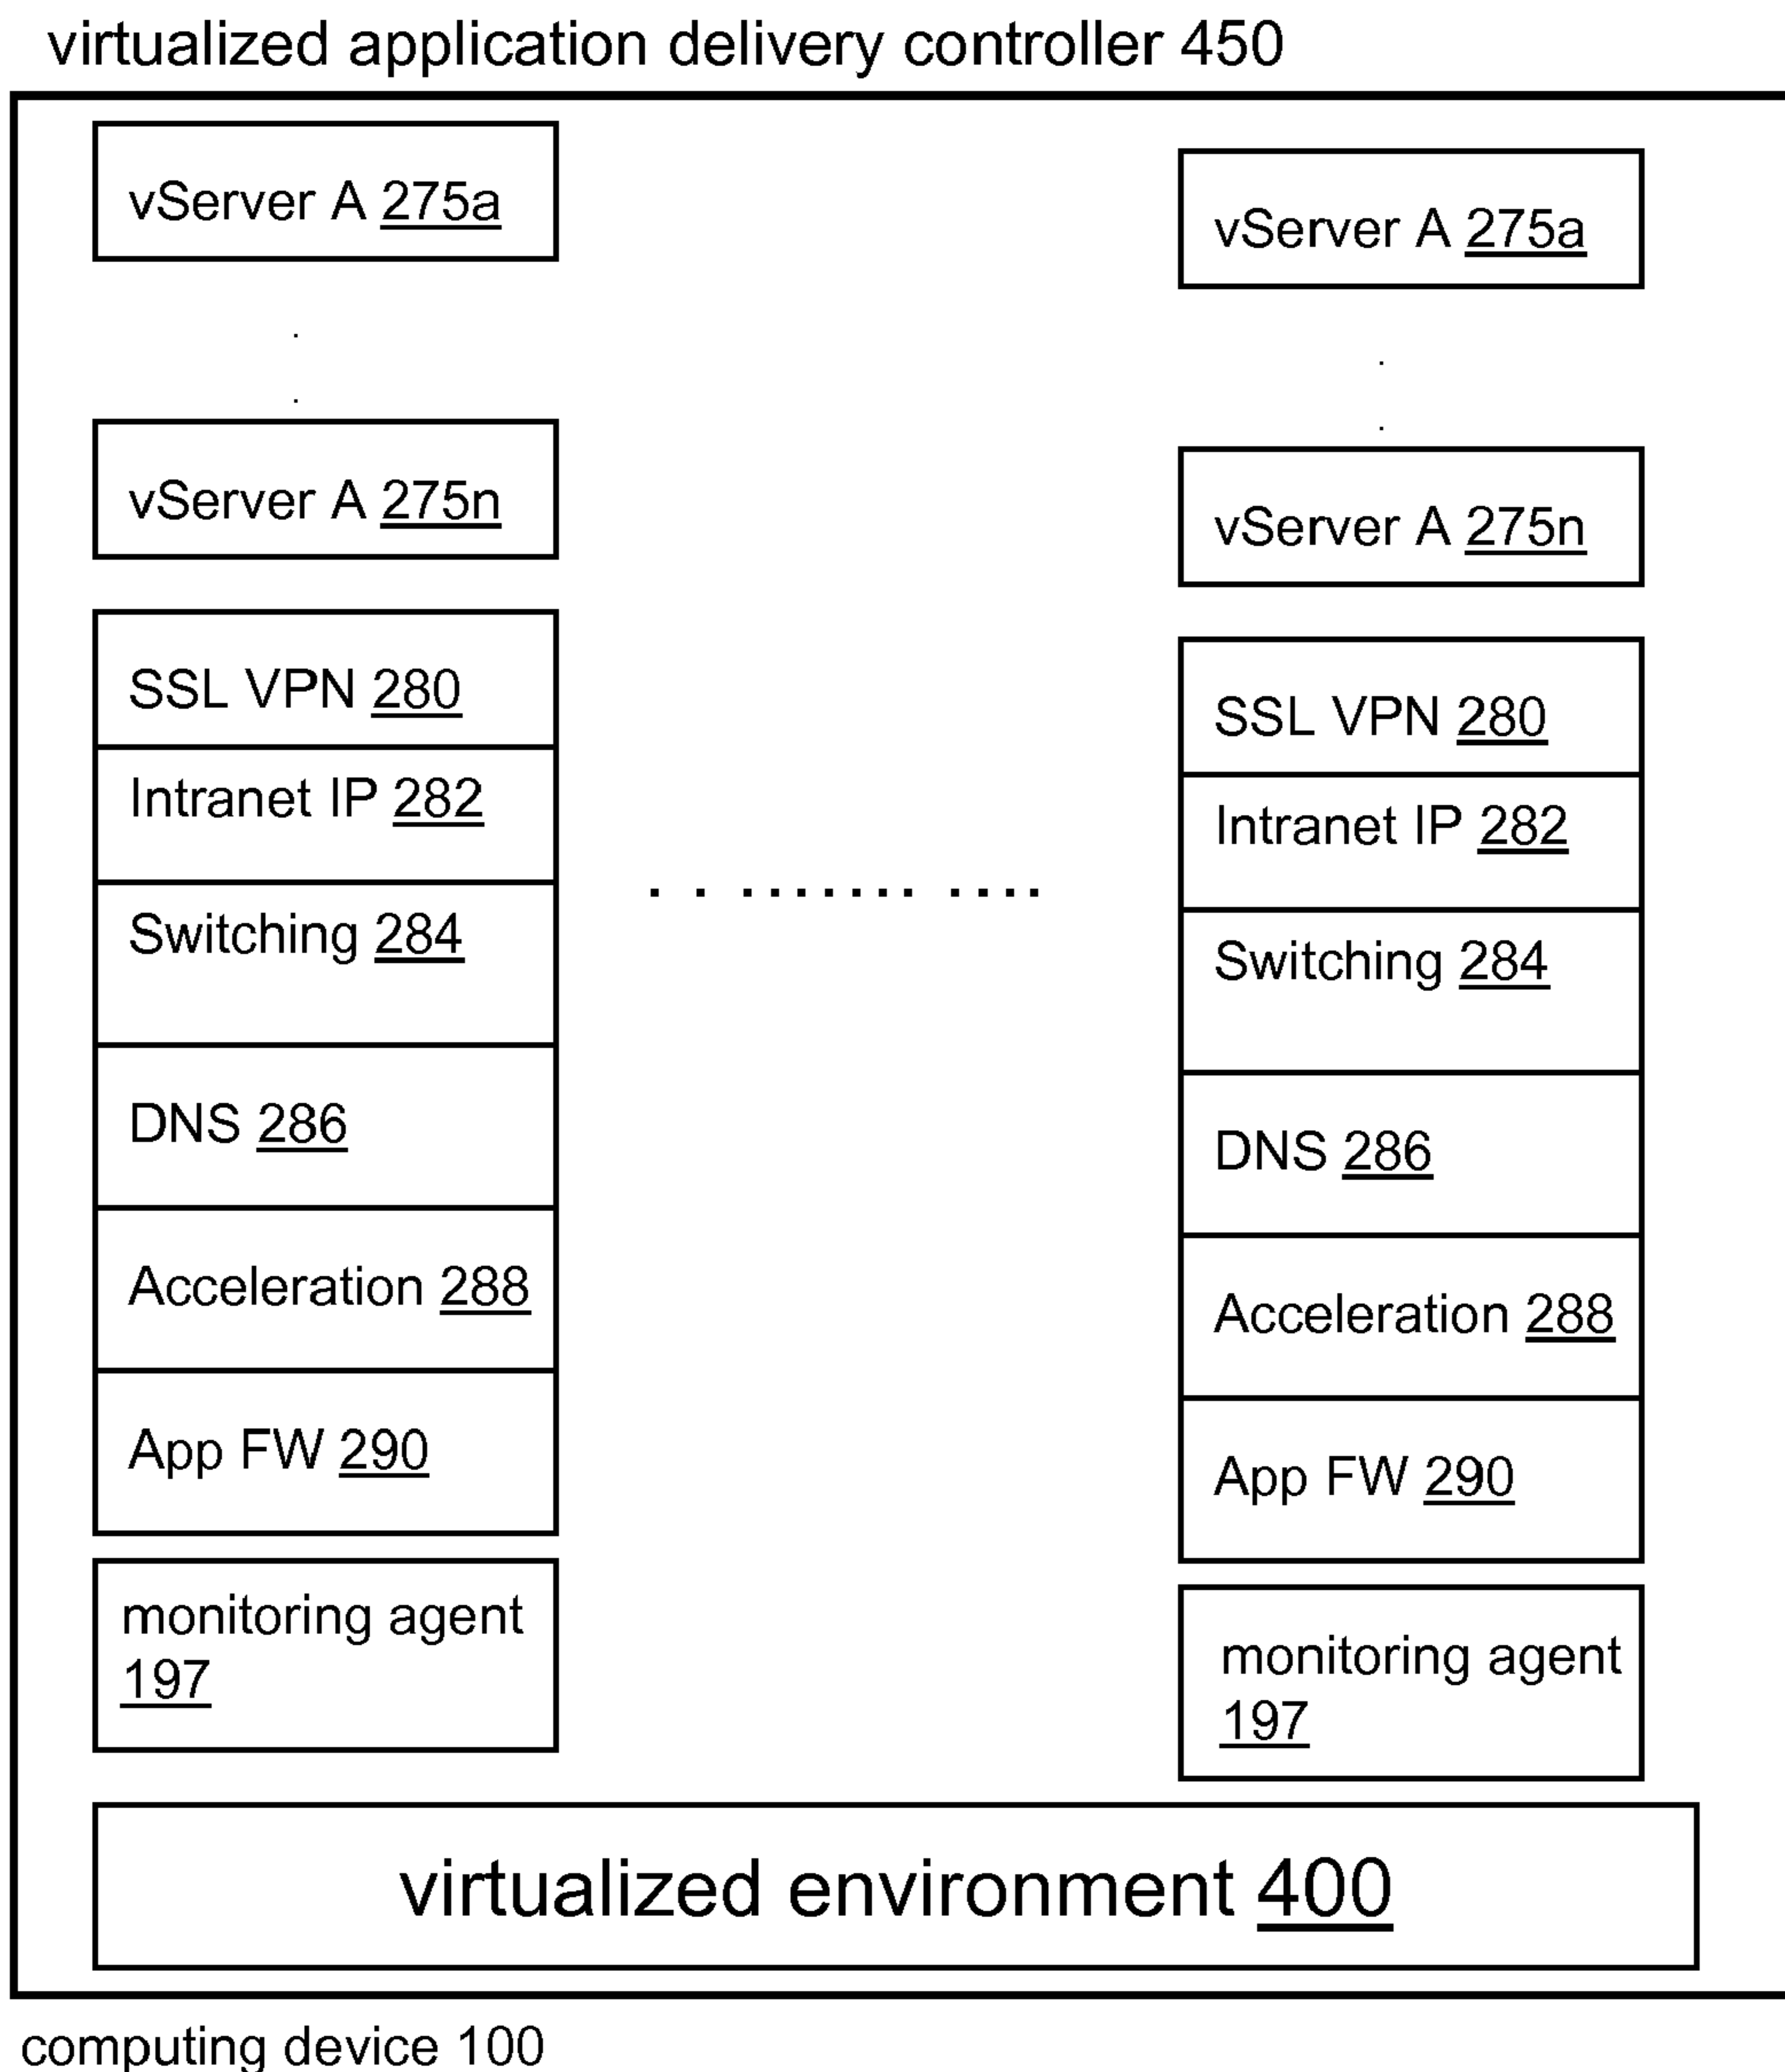 virtualized application delivery controller 450
vServer A 275a
vServer A 275n
SSL VPN 280
Intranet IP 282
Switching 284
DNS 286
Acceleration 288
App FW 290
monitoring agent
197
vServer A 275a
vServer A 275n
SSL VPN 280
Intranet IP 282
Switching 284
DNS 286
Acceleration 288
App FW 290
monitoring agent
197
virtualized environment 400
computing device 100